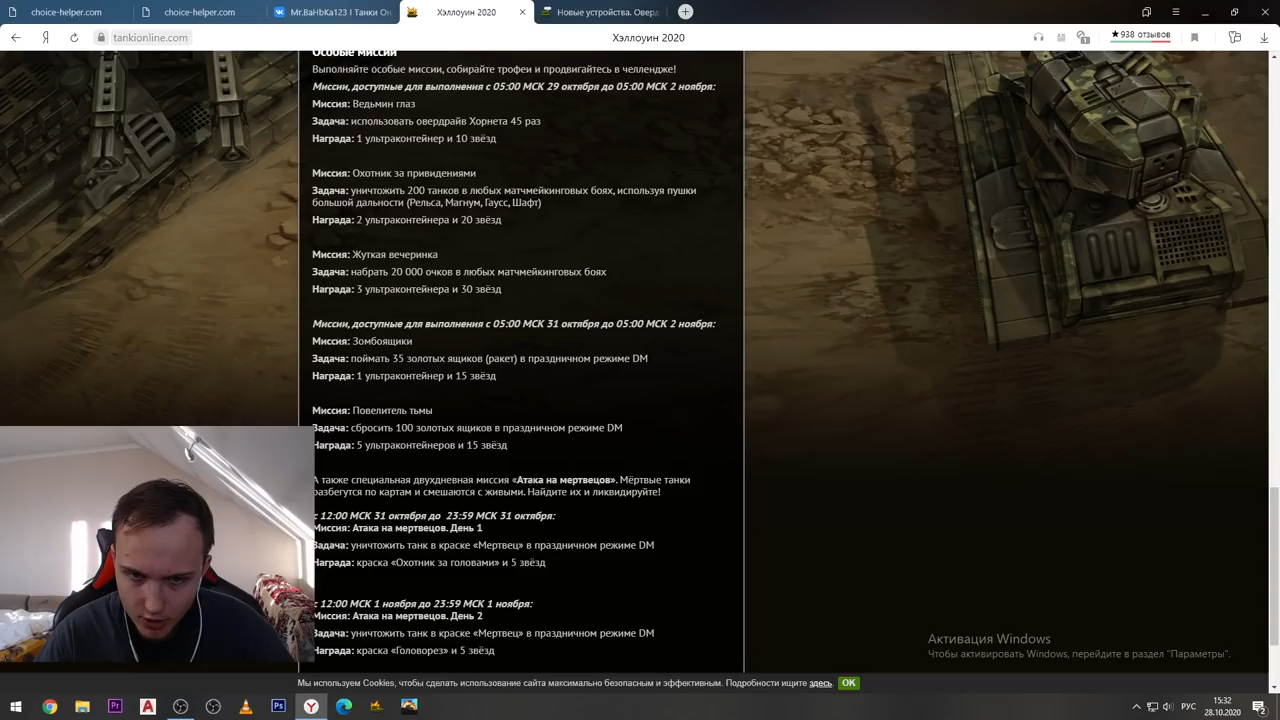 choice-helper.com
choice-helper.com
Mr.BaHbKa123 I Танки Он
Хэллоуин 2020
Новые устройства. Оверд
tankionline.com
Хэллоуин 2020
938 отзывов
Особые миссии
Выполняйте особые миссии, собирайте трофеи и продвигайтесь в челлендже!
Миссии, доступные для выполнения с 05:00 МСК 29 октября до 05:00 МСК 2 ноября:
Миссия: Ведьмин глаз
Задача: использовать овердрайв Хорнета 45 раз
Награда: 1 ультраконтейнер и 10 звёзд
Миссия: Охотник за привидениями
Задача: уничтожить 200 танков в любых матчмейкинговых боях, используя пушки
большой дальности (Рельса, Магнум, Гаусс, Шафт)
Награда: 2 ультраконтейнера и 20 звёзд
Миссия: Жуткая вечеринка
Задача: набрать 20 000 очков в любых матчмейкинговых боях
Награда: 3 ультраконтейнера и 30 звёзд
Миссии, доступные для выполнения с 05:00 МСК 31 октября до 05:00 МСК 2 ноября:
Миссия: Зомбоящики
Задача: поймать 35 золотых ящиков (ракет) в праздничном режиме DM
Награда: 1 ультраконтейнер и 15 звёзд
Миссия: Повелитель тьмы
Задача: сбросить 100 золотых ящиков в праздничном режиме DM
Награда: 5 ультраконтейнеров и 15 звёзд
А также специальная двухдневная миссия «Атака на мертвецов». Мёртвые танки
разбегутся по картам и смешаются с живыми. Найдите их и ликвидируйте!
с 12:00 МСК 31 октября до 23:59 МСК 31 октября:
Миссия: Атака на мертвецов. День 1
Задача: уничтожить танк в краске «Мертвец» в праздничном режиме DM
Награда: краска «Охотник за головами» и 5 звёзд
с 12:00 МСК 1 ноября до 23:59 МСК 1 ноября:
Миссия: Атака на мертвецов. День 2
Задача: уничтожить танк в краске «Мертвец» в праздничном режиме DM
Награда: краска «Головорез» и 5 звёзд
Активация Windows
Чтобы активировать Windows, перейдите в раздел "Параметры".
Мы используем Cookies, чтобы сделать использование сайта максимально безопасным и эффективным. Подробности ищите здесь OK
РУС
15:32
28.10.2020
2